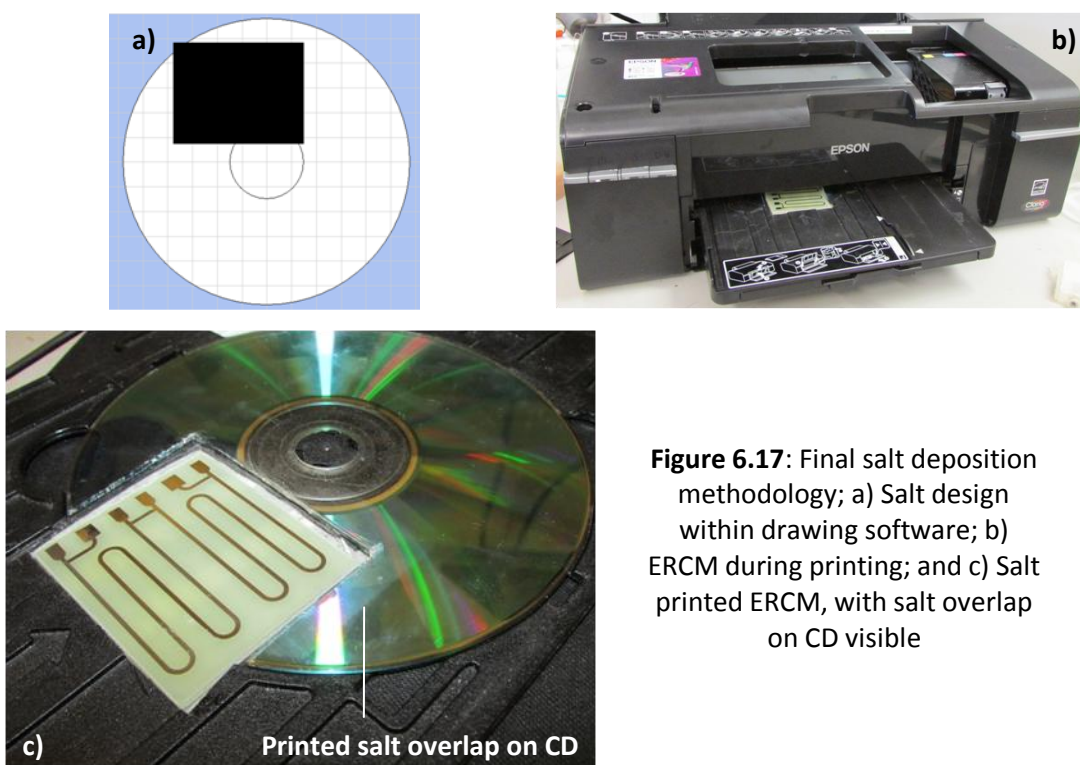 a)
b)
EPSON
EPSON
c)
Printed salt overlap on CD
Figure 6.17: Final salt deposition
methodology; a) Salt design
within drawing software; b)
ERCM during printing; and c) Salt
printed ERCM, with salt overlap
on CD visible